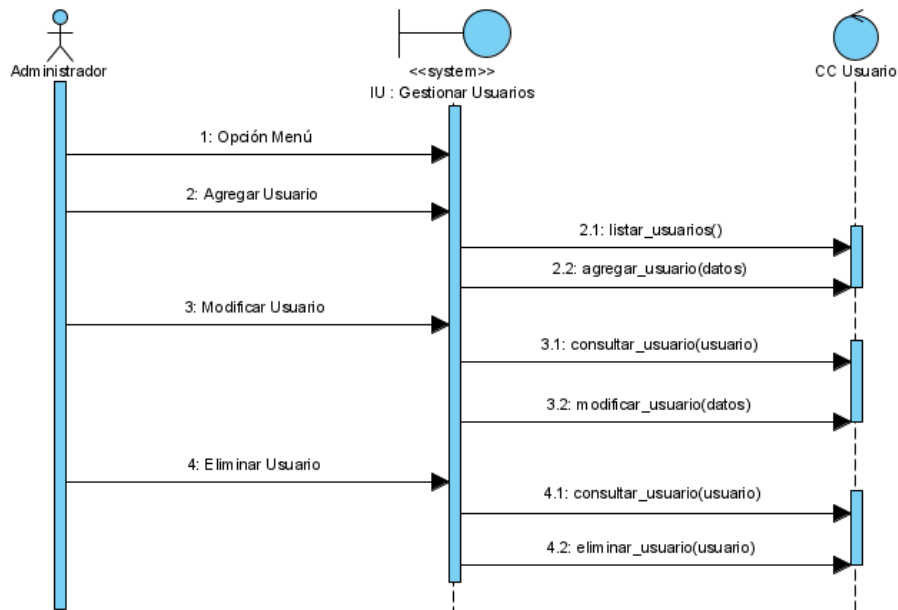 Administrador
<<system>>
IU : Gestionar Usuarios
CC Usuario
1: Opción Menú
2: Agregar Usuario
2.1: listar_usuarios()
2.2: agregar_usuario(datos)
3: Modificar Usuario
3.1: consultar_usuario(usuario)
3.2: modificar_usuario(datos)
4: Eliminar Usuario
4.1: consultar_usuario(usuario)
4.2: eliminar_usuario(usuario)